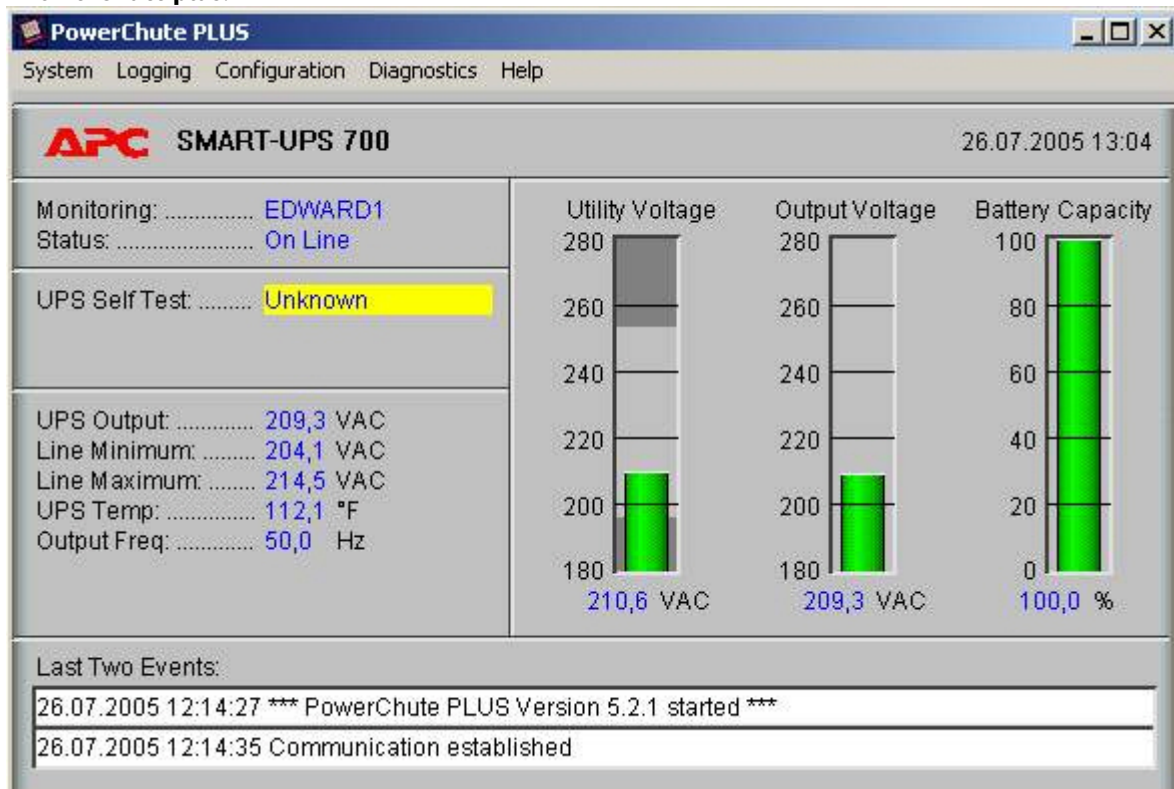 PowerChute PLUS
System Logging Configuration Diagnostics Help
APC SMART-UPS 700 26.07.2005 13:04
Monitoring: .............. EDWARD1
Status: ...................... On Line
UPS Self Test: ......... Unknown
UPS Output: ............. 209,3 VAC
Line Minimum: ......... 204,1 VAC
Line Maximum: ........ 214,5 VAC
UPS Temp: ............... 112,1 °F
Output Freq: ............. 50,0 Hz
Utility Voltage Output Voltage Battery Capacity
280 280 100
260 260 80
240 240 60
220 220 40
200 200 20
180 180 0
210,6 VAC 209,3 VAC 100,0 %
Last Two Events:
26.07.2005 12:14:27 *** PowerChute PLUS Version 5.2.1 started ***
26.07.2005 12:14:35 Communication established